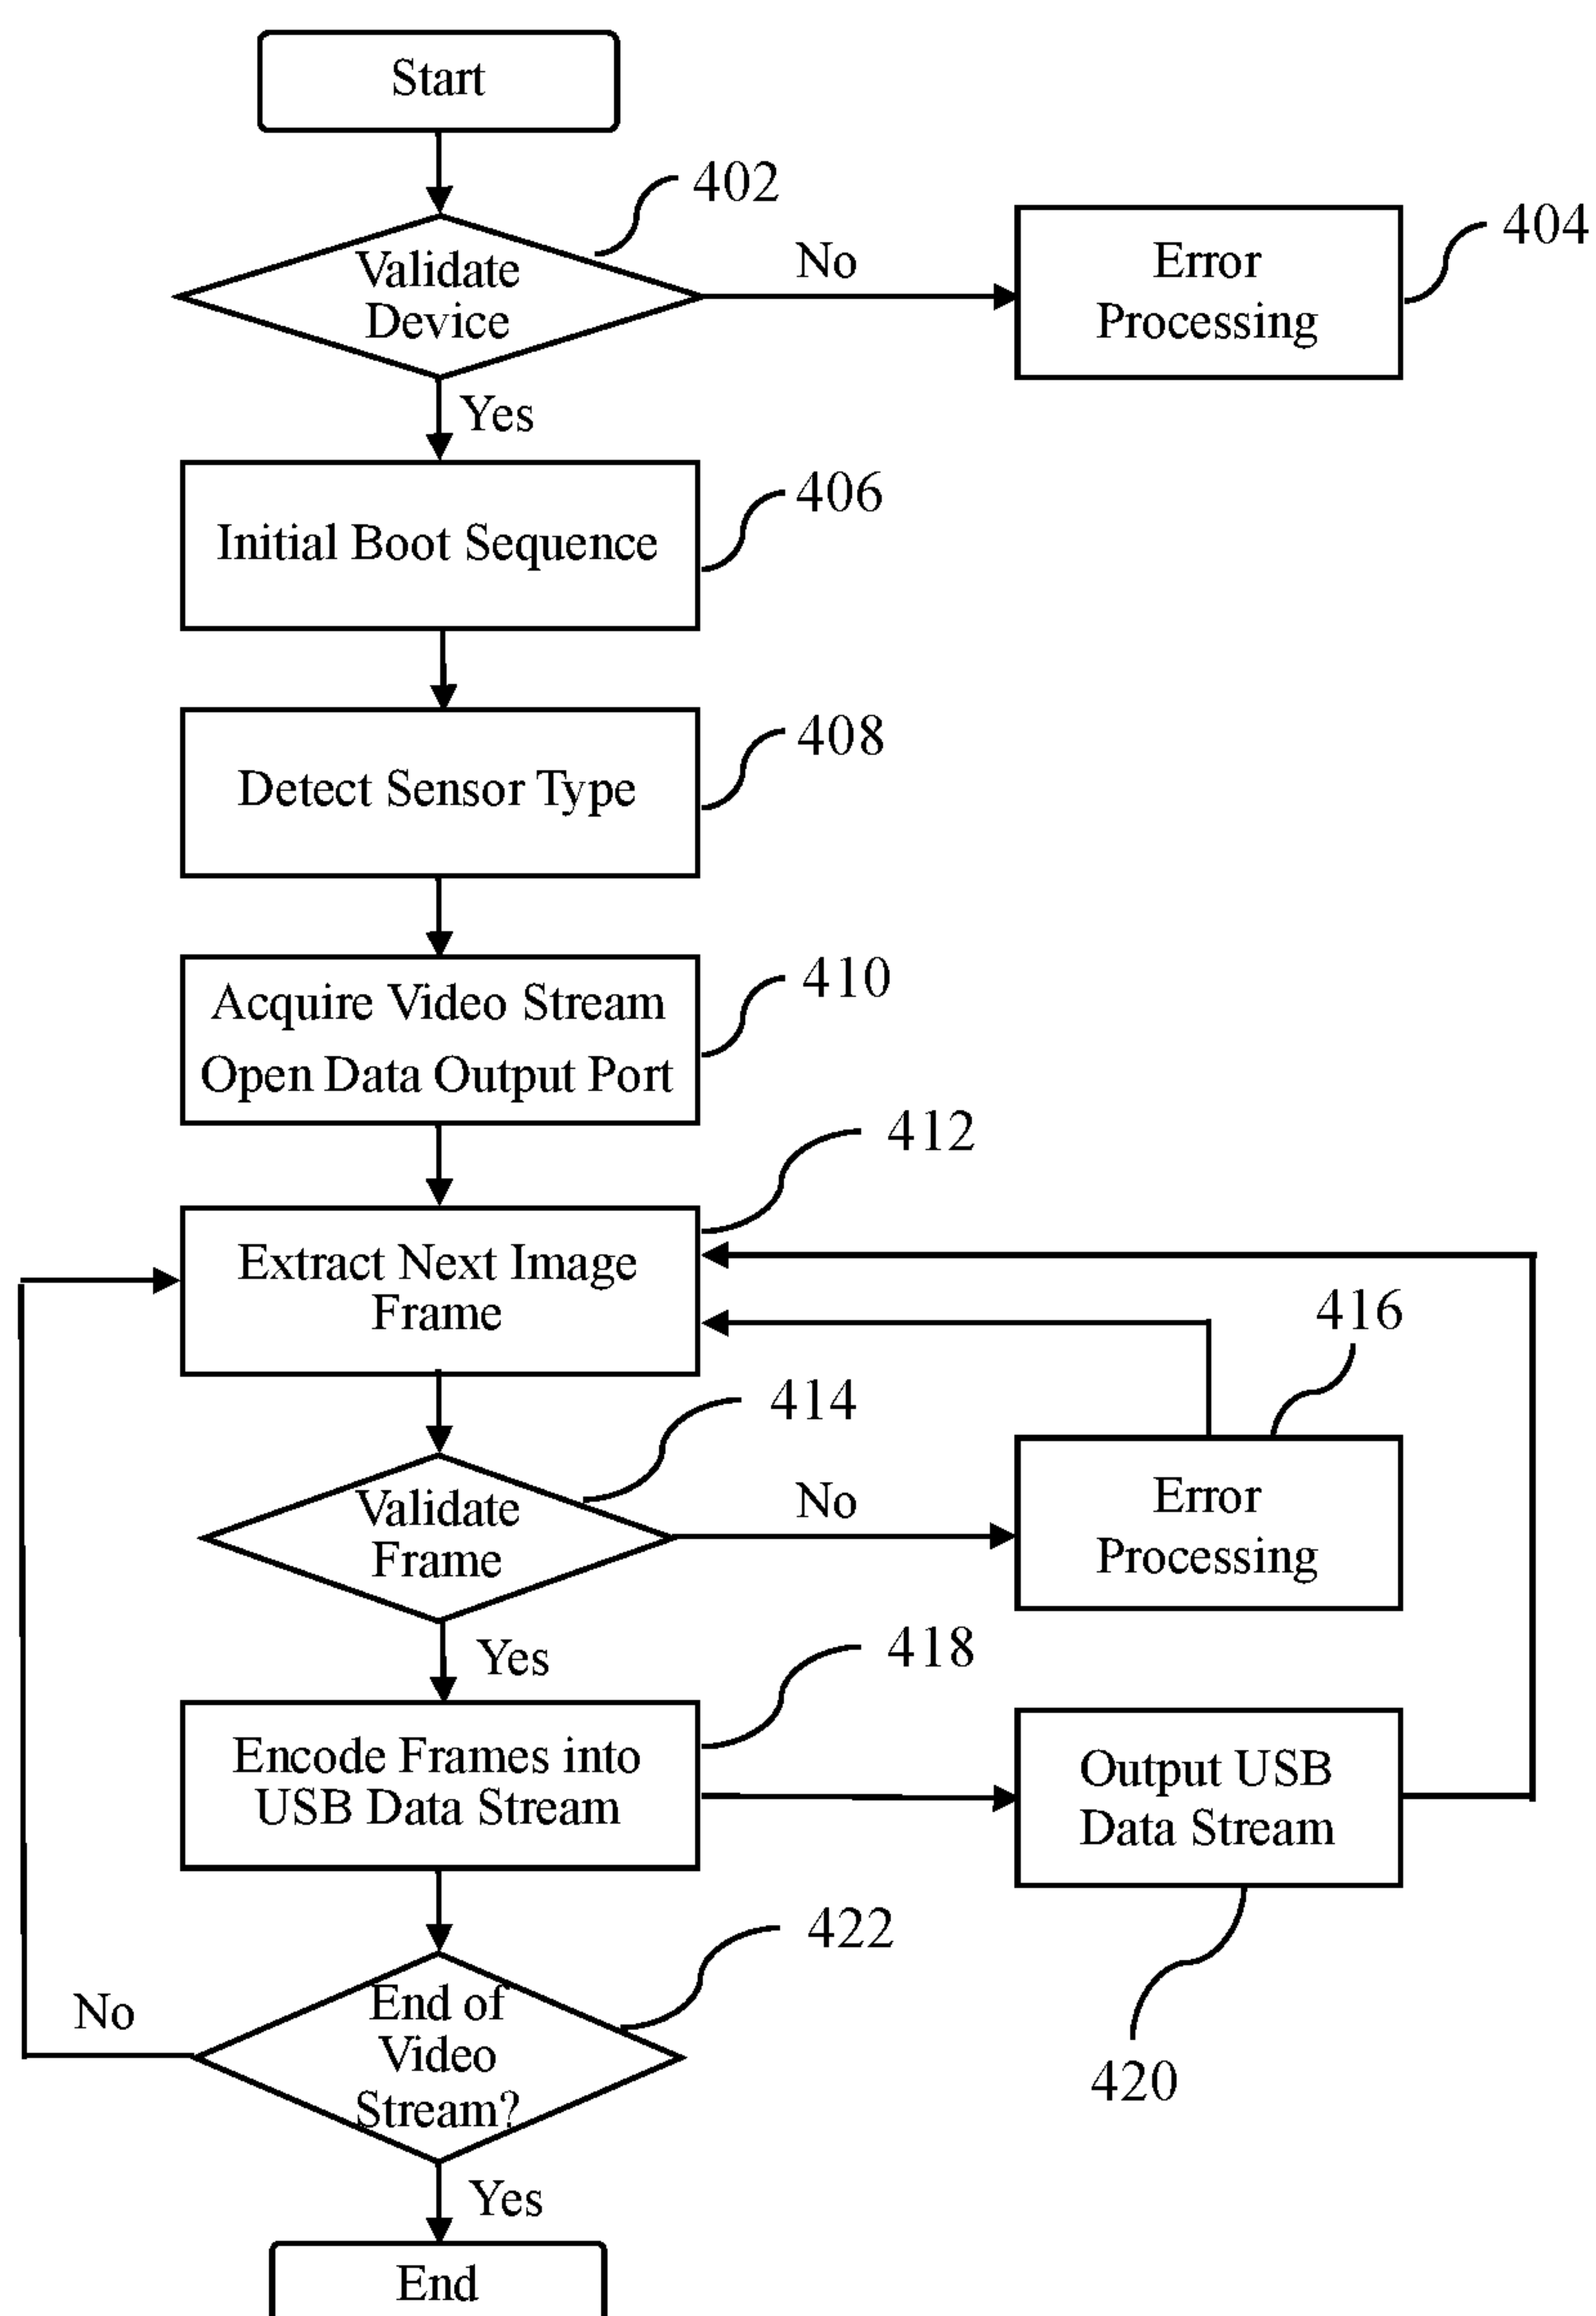 Start
402
Validate
Device
No
Error
Processing
404
Yes
Initial Boot Sequence
406
Detect Sensor Type
408
Acquire Video Stream
Open Data Output Port
410
412
Extract Next Image
Frame
416
414
Validate
Frame
No
Error
Processing
Yes
418
Encode Frames into
USB Data Stream
Output USB
Data Stream
422
End of
Video
Stream?
No
420
Yes
End